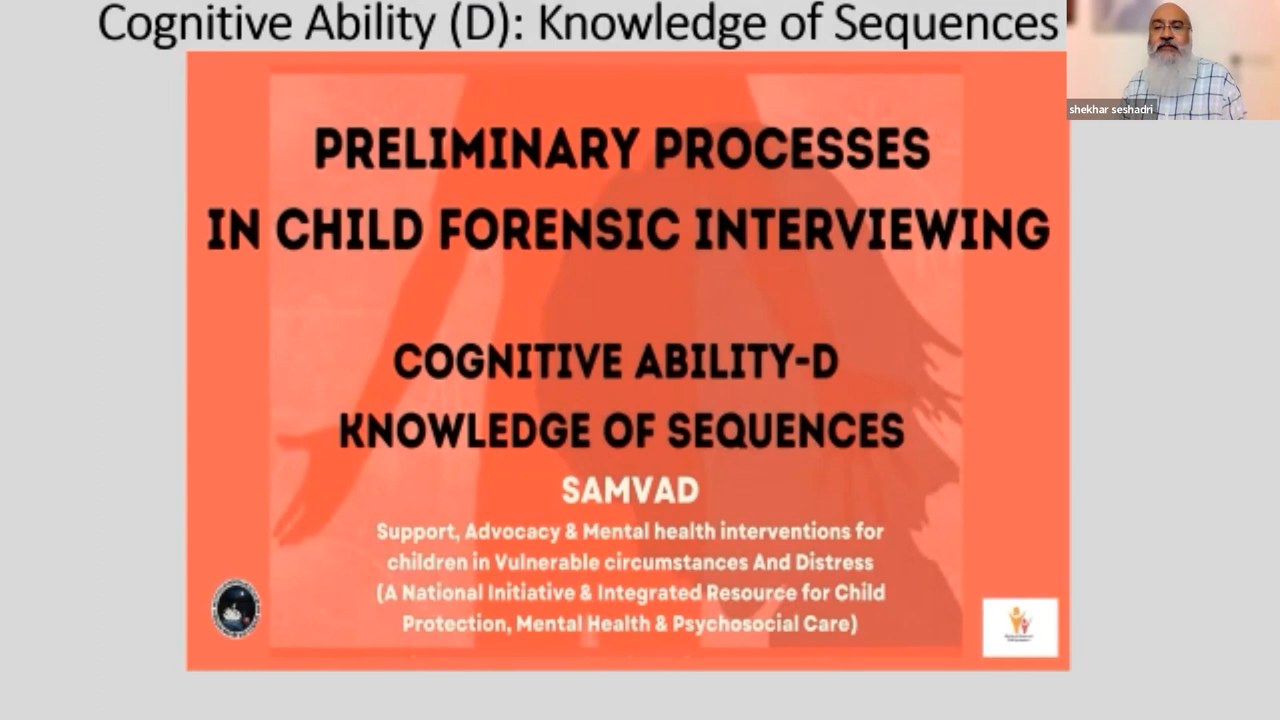 Cognitive Ability (D): Knowledge of Sequences
shekhar seshadri
PRELIMINARY PROCESSES
IN CHILD FORENSIC INTERVIEWING
COGNITIVE ABILITY-D
KNOWLEDGE OF SEQUENCES
SAMVAD
Support, Advocacy & Mental health interventions for
children in Vulnerable circumstances And Distress
(A National Initiative & Integrated Resource for Child
Protection, Mental Health & Psychosocial Care)